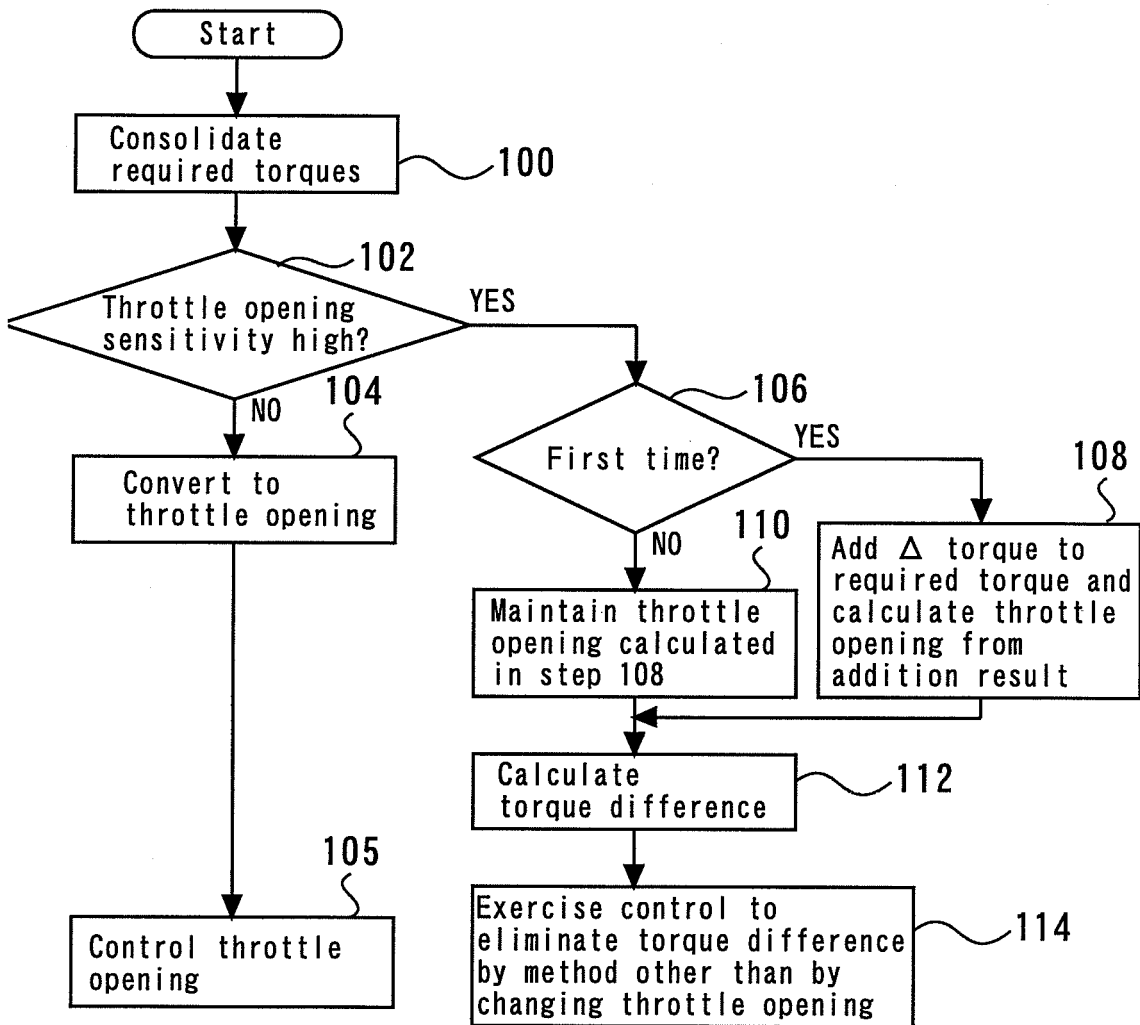 Start
Consolidate
required torques
100
102
Throttle opening
sensitivity high?
YES
NO
104
Convert to
throttle opening
105
Control throttle
opening
106
First time?
YES
NO
108
Add Δ torque to
required torque and
calculate throttle
opening from
addition result
110
Maintain throttle
opening calculated
in step 108
Calculate
torque difference
112
Exercise control to
eliminate torque difference
by method other than by
changing throttle opening
114